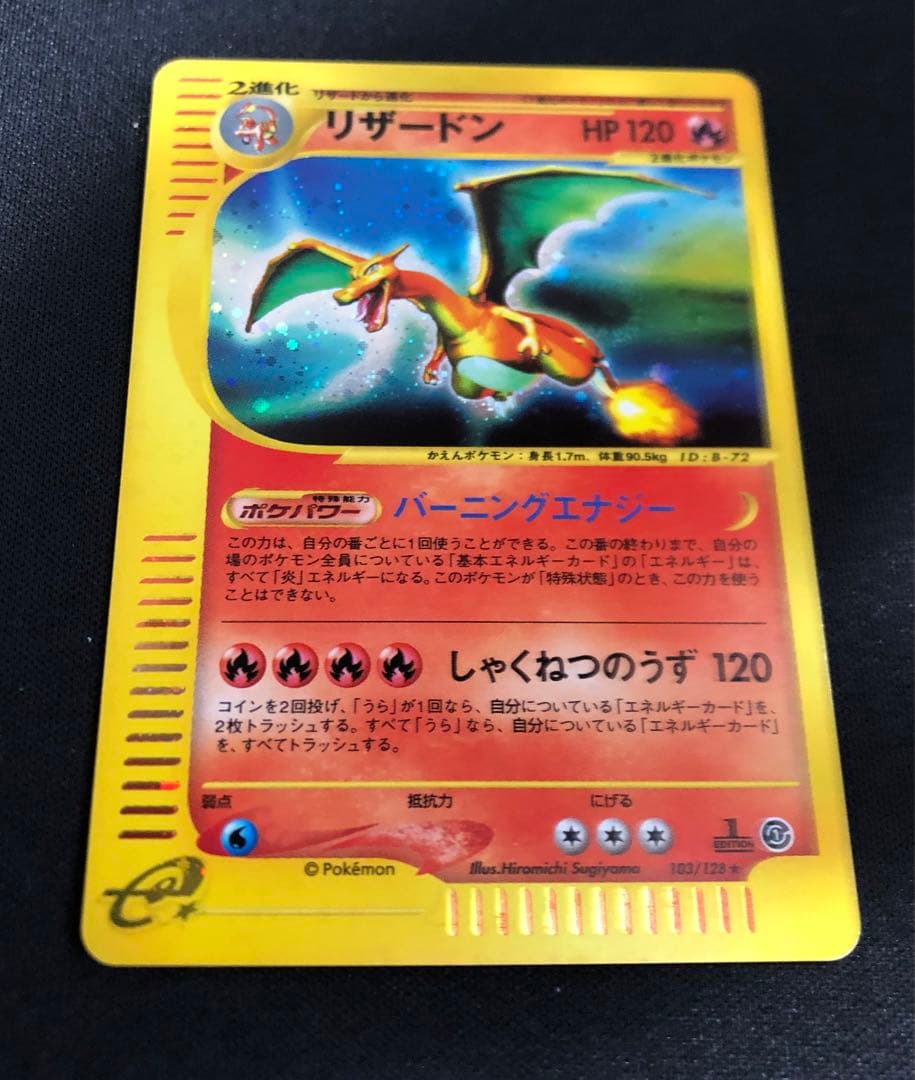 2進化 リザードから進化
リザードン HP 120
2進化ポケモン
かえんポケモン：身長1.7m、体重90.5kg ID：B-72
特殊能力
ポケパワー バーニングエナジー
この力は、自分の番ごとに1回使うことができる。この番の終わりまで、自分の
場のポケモン全員についている「基本エネルギーカード」の「エネルギー」は、
すべて「炎」エネルギーになる。このポケモンが「特殊状態」のとき、この力を使う
ことはできない。
しゃくねつのうず 120
コインを2回投げ、「うら」が1回なら、自分についている「エネルギーカード」を、
2枚トラッシュする。すべて「うら」なら、自分についている「エネルギーカード」
を、すべてトラッシュする。
弱点 抵抗力 にげる
1
EDITION
© Pokémon Illus.Hiromichi Sugiyama 103/128★